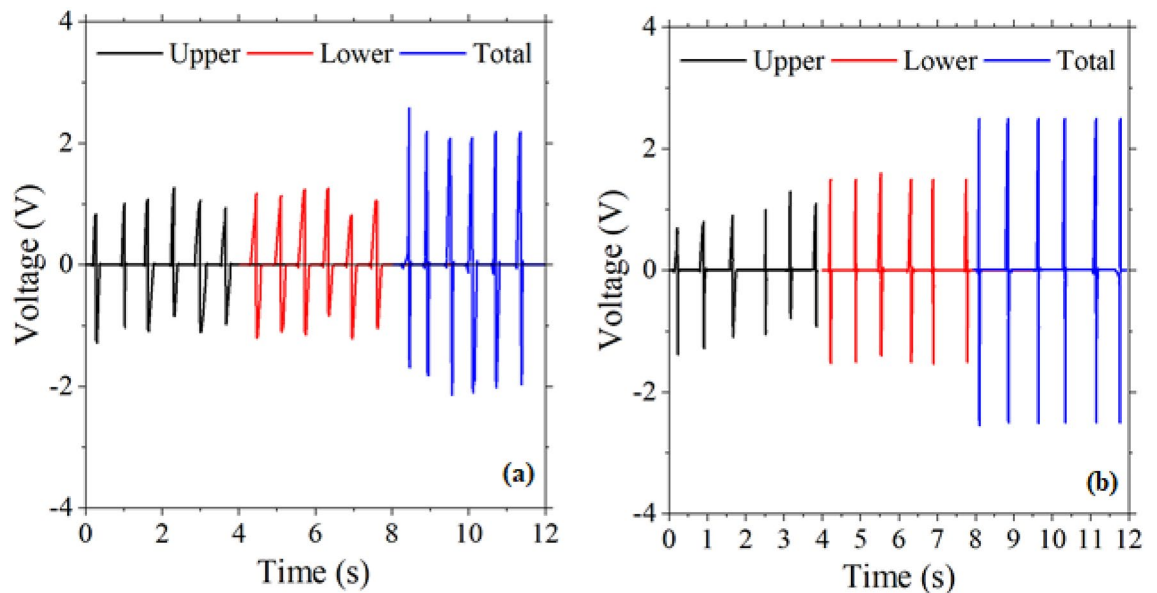 4
Upper Lower Total
2
0
-2
-4
0 2 4 6 8 10 12
Voltage (V)
Time (s)
(a)
4
Upper Lower Total
2
0
-2
-4
0 1 2 3 4 5 6 7 8 9 10 11 12
Voltage (V)
Time (s)
(b)